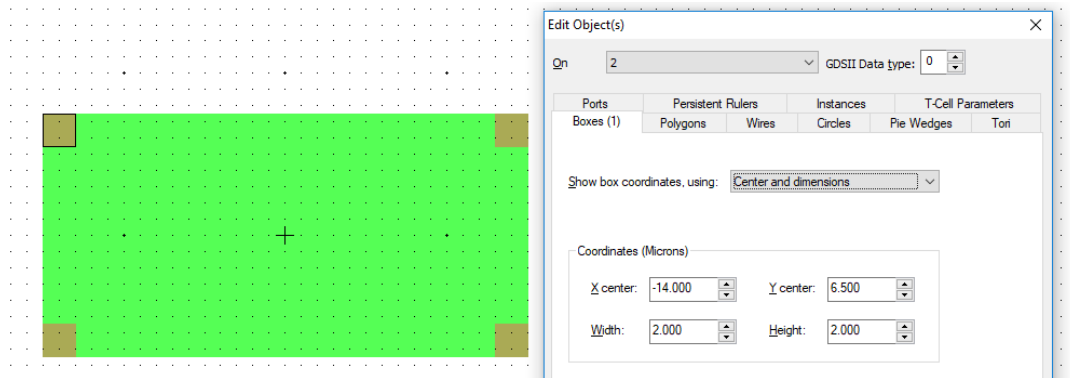 Edit Object(s)
On 2 GDSII Data type: 0
Ports Persistent Rulers Instances T-Cell Parameters
Boxes (1) Polygons Wires Circles Pie Wedges Tori
Show box coordinates, using: Center and dimensions
Coordinates (Microns)
X center: -14.000 Y center: 6.500
Width: 2.000 Height: 2.000